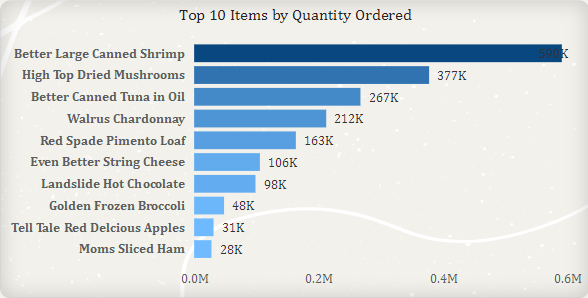 Top 10 Items by Quantity Ordered
Better Large Canned Shrimp
High Top Dried Mushrooms 377K
Better Canned Tuna in Oil 267K
Walrus Chardonnay 212K
Red Spade Pimento Loaf 163K
Even Better String Cheese 106K
Landslide Hot Chocolate 98K
Golden Frozen Broccoli 48K
Tell Tale Red Delcious Apples 31K
Moms Sliced Ham 28K
0.0M 0.2M 0.4M 0.6M